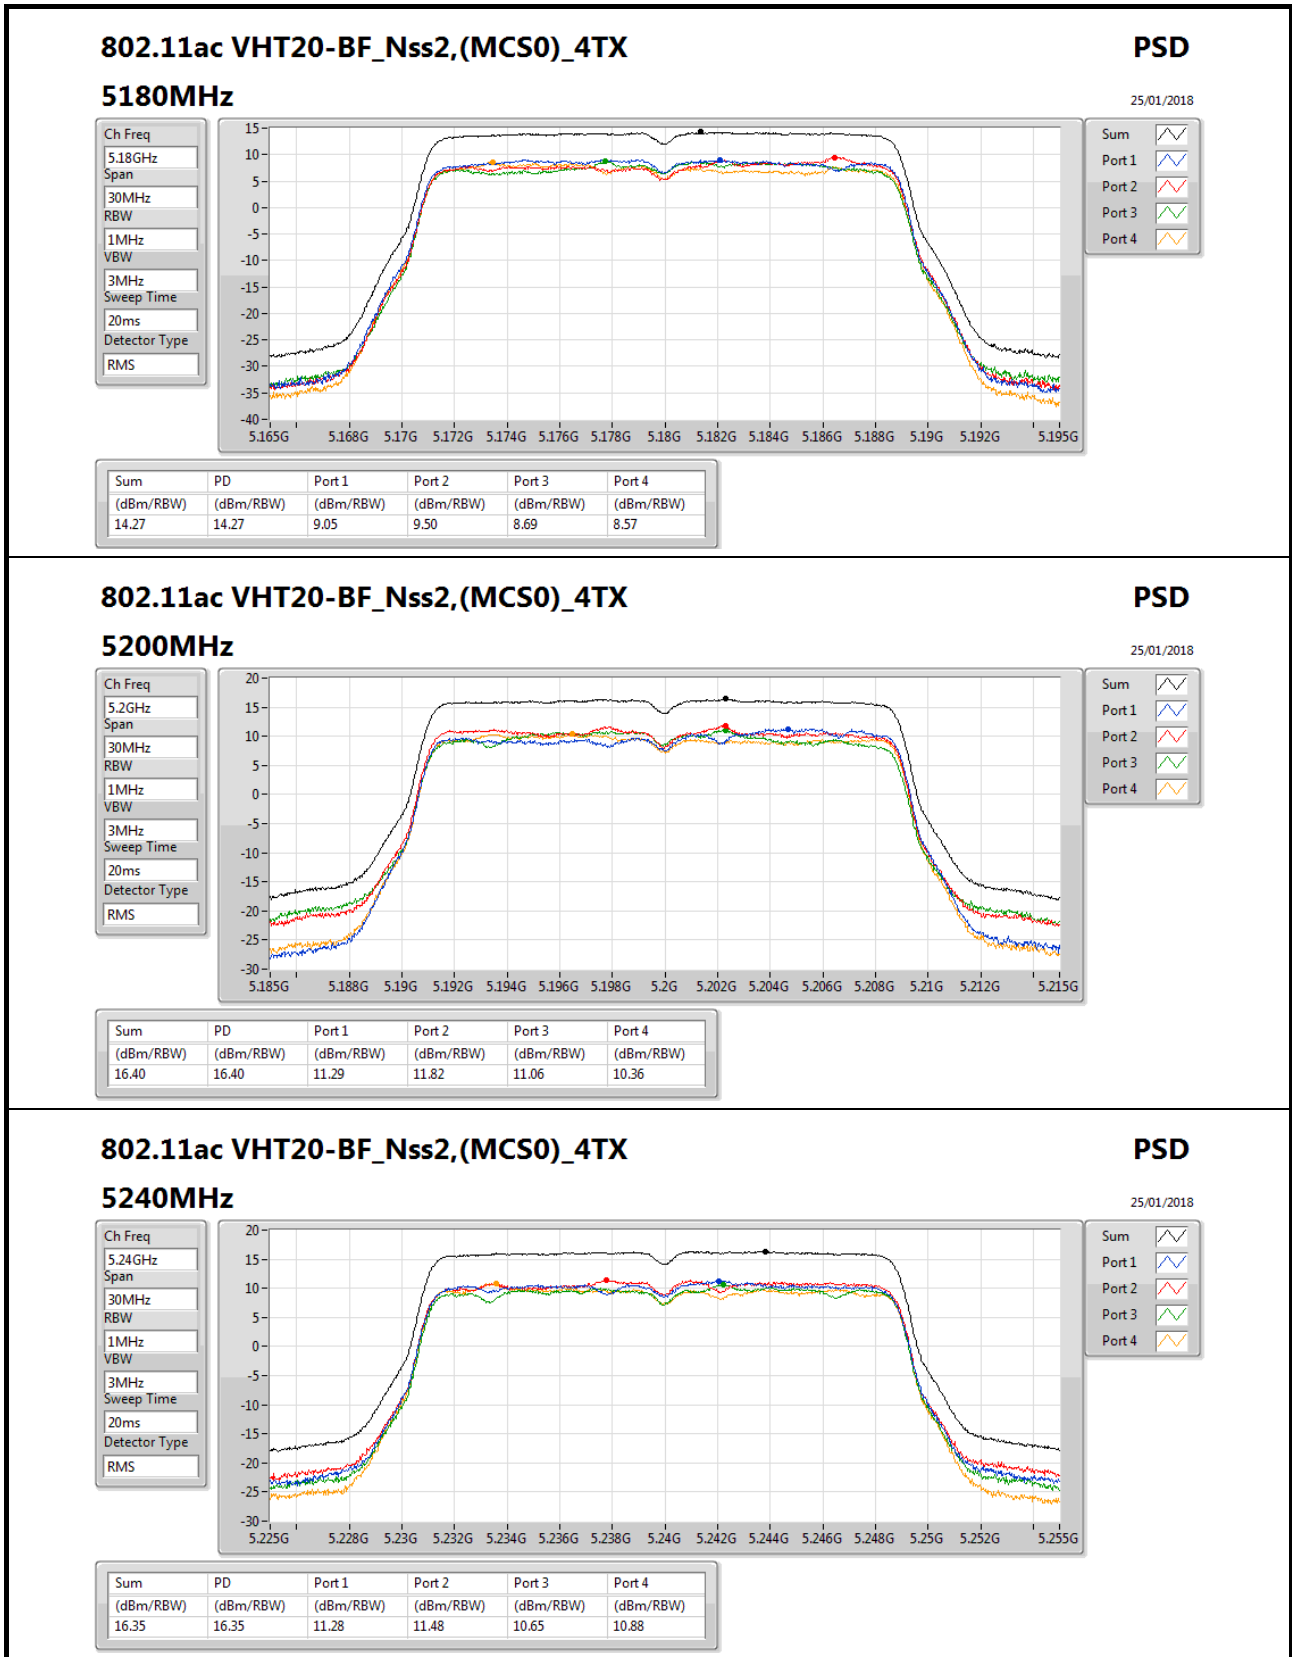 802.11ac VHT20-BF_Nss2,(MCS0)_4TX PSD
5180MHz 25/01/2018
Ch Freq
5.18GHz
Span
30MHz
RBW
1MHz
VBW
3MHz
Sweep Time
20ms
Detector Type
RMS
15
10
5
0
-5
-10
-15
-20
-25
-30
-35
-40
5.165G 5.168G 5.17G 5.172G 5.174G 5.176G 5.178G 5.18G 5.182G 5.184G 5.186G 5.188G 5.19G 5.192G 5.195G
Sum
Port 1
Port 2
Port 3
Port 4
Sum PD Port 1 Port 2 Port 3 Port 4
(dBm/RBW) (dBm/RBW) (dBm/RBW) (dBm/RBW) (dBm/RBW) (dBm/RBW)
14.27 14.27 9.05 9.50 8.69 8.57
802.11ac VHT20-BF_Nss2,(MCS0)_4TX PSD
5200MHz 25/01/2018
Ch Freq
5.2GHz
Span
30MHz
RBW
1MHz
VBW
3MHz
Sweep Time
20ms
Detector Type
RMS
20
15
10
5
0
-5
-10
-15
-20
-25
-30
5.185G 5.188G 5.19G 5.192G 5.194G 5.196G 5.198G 5.2G 5.202G 5.204G 5.206G 5.208G 5.21G 5.212G 5.215G
Sum
Port 1
Port 2
Port 3
Port 4
Sum PD Port 1 Port 2 Port 3 Port 4
(dBm/RBW) (dBm/RBW) (dBm/RBW) (dBm/RBW) (dBm/RBW) (dBm/RBW)
16.40 16.40 11.29 11.82 11.06 10.36
802.11ac VHT20-BF_Nss2,(MCS0)_4TX PSD
5240MHz 25/01/2018
Ch Freq
5.24GHz
Span
30MHz
RBW
1MHz
VBW
3MHz
Sweep Time
20ms
Detector Type
RMS
20
15
10
5
0
-5
-10
-15
-20
-25
-30
5.225G 5.228G 5.23G 5.232G 5.234G 5.236G 5.238G 5.24G 5.242G 5.244G 5.246G 5.248G 5.25G 5.252G 5.255G
Sum
Port 1
Port 2
Port 3
Port 4
Sum PD Port 1 Port 2 Port 3 Port 4
(dBm/RBW) (dBm/RBW) (dBm/RBW) (dBm/RBW) (dBm/RBW) (dBm/RBW)
16.35 16.35 11.28 11.48 10.65 10.88